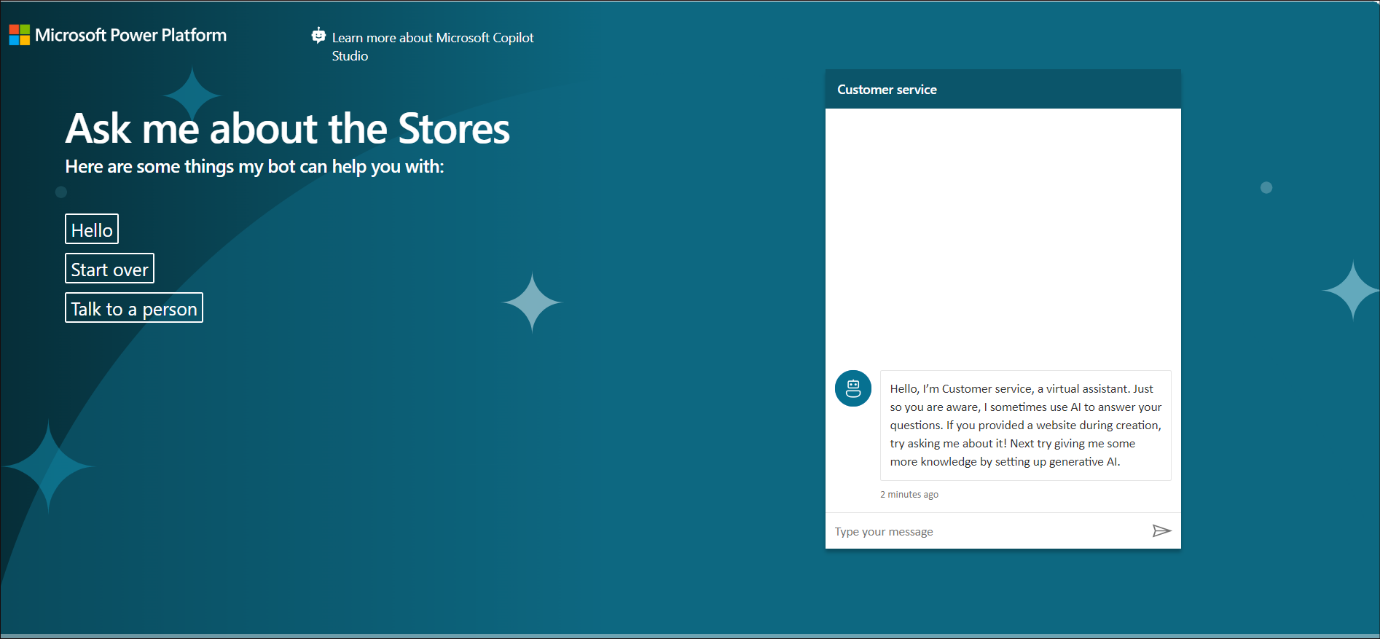 Microsoft Power Platform
Learn more about Microsoft Copilot
Studio
Ask me about the Stores
Here are some things my bot can help you with:
Hello
Start over
Talk to a person
Customer service
Hello, I'm Customer service, a virtual assistant. Just
so you are aware, I sometimes use AI to answer your
questions. If you provided a website during creation,
try asking me about it! Next try giving me some
more knowledge by setting up generative AI.
2 minutes ago
Type your message